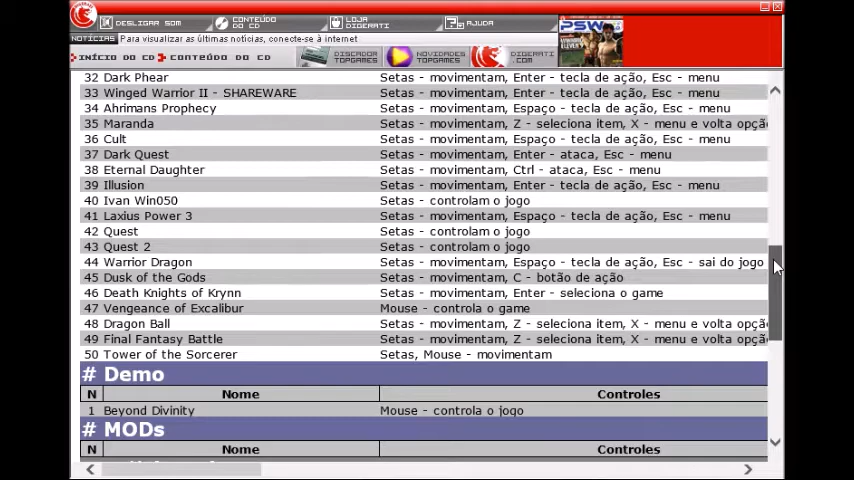 DESLIGAR SOM
CONTEÚDO DO CD
LOJA DIGERATI
AJUDA
PSW
NOTÍCIAS Para visualizar as últimas notícias, conecte-se à internet
INÍCIO DO CD CONTEUDO DO CD
DISCADOR TOPGAMES
NOVIDADES TOPGAMES
DIGERATI .COM
32 Dark Phear Setas - movimentam, Enter - tecla de ação, Esc - menu
33 Winged Warrior II - SHAREWARE Setas - movimentam, Enter - tecla de ação, Esc - menu
34 Ahrimans Prophecy Setas - movimentam, Espaço - tecla de ação, Esc - menu
35 Maranda Setas - movimentam, Z - seleciona item, X - menu e volta opçã
36 Cult Setas - movimentam, Espaço - tecla de ação, Esc - menu
37 Dark Quest Setas - movimentam, Enter - ataca, Esc - menu
38 Eternal Daughter Setas - movimentam, Ctrl - ataca, Esc - menu
39 Illusion Setas - movimentam, Enter - tecla de ação, Esc - menu
40 Ivan Win050 Setas - controlam o jogo
41 Laxius Power 3 Setas - movimentam, Espaço - tecla de ação, Esc - menu
42 Quest Setas - controlam o jogo
43 Quest 2 Setas - controlam o jogo
44 Warrior Dragon Setas - movimentam, Espaço - tecla de ação, Esc - sai do jogo
45 Dusk of the Gods Setas - movimentam, C - botão de ação
46 Death Knights of Krynn Setas - movimentam, Enter - seleciona o game
47 Vengeance of Excalibur Mouse - controla o game
48 Dragon Ball Setas - movimentam, Z - seleciona item, X - menu e volta opçã
49 Final Fantasy Battle Setas - movimentam, Z - seleciona item, X - menu e volta opçã
50 Tower of the Sorcerer Setas, Mouse - movimentam
# Demo
N Nome Controles
1 Beyond Divinity Mouse - controla o jogo
# MODs
N Nome Controles